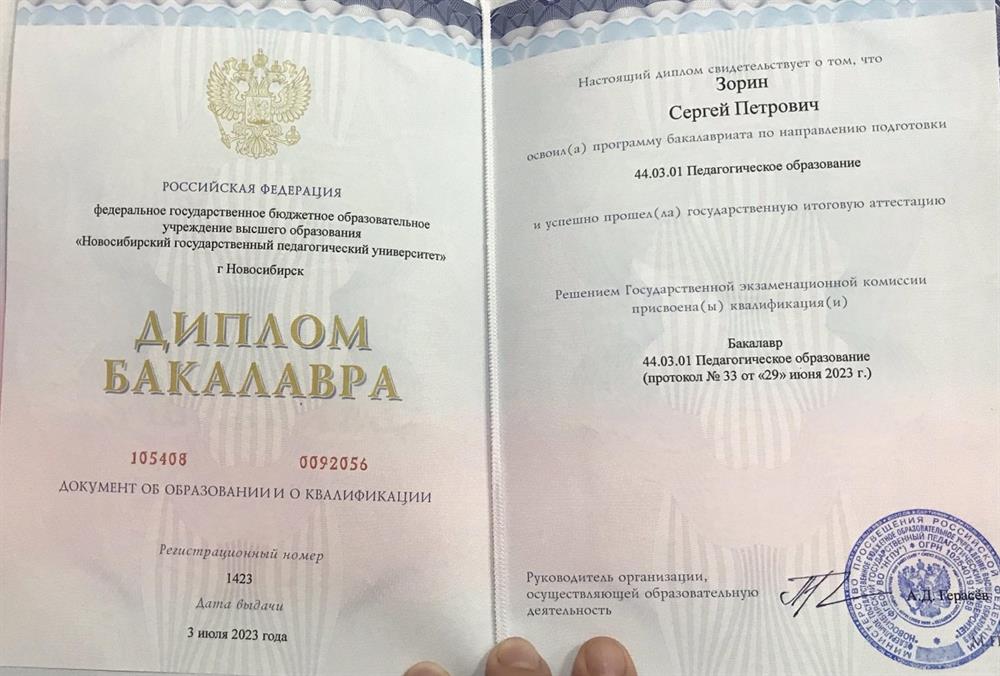 РОССИЙСКАЯ ФЕДЕРАЦИЯ
федеральное государственное бюджетное образовательное
учреждение высшего образования
«Новосибирский государственный педагогический университет»
г Новосибирск
ДИПЛОМ
БАКАЛАВРА
105408 0092056
ДОКУМЕНТ ОБ ОБРАЗОВАНИИ И О КВАЛИФИКАЦИИ
Регистрационный номер
1423
Дата выдачи
3 июля 2023 года
Настоящий диплом свидетельствует о том, что
Зорин
Сергей Петрович
освоил(а) программу бакалавриата по направлению подготовки
44.03.01 Педагогическое образование
и успешно прошел(ла) государственную итоговую аттестацию
Решением Государственной экзаменационной комиссии
присвоена(ы) квалификация(и)
Бакалавр
44.03.01 Педагогическое образование
(протокол № 33 от «29» июня 2023 г.)
Руководитель организации,
осуществляющей образовательную
деятельность
А.Д. Герасёв
МИНИСТЕРСТВО ПРОСВЕЩЕНИЯ РОССИЙСКОЙ ФЕДЕРАЦИИ